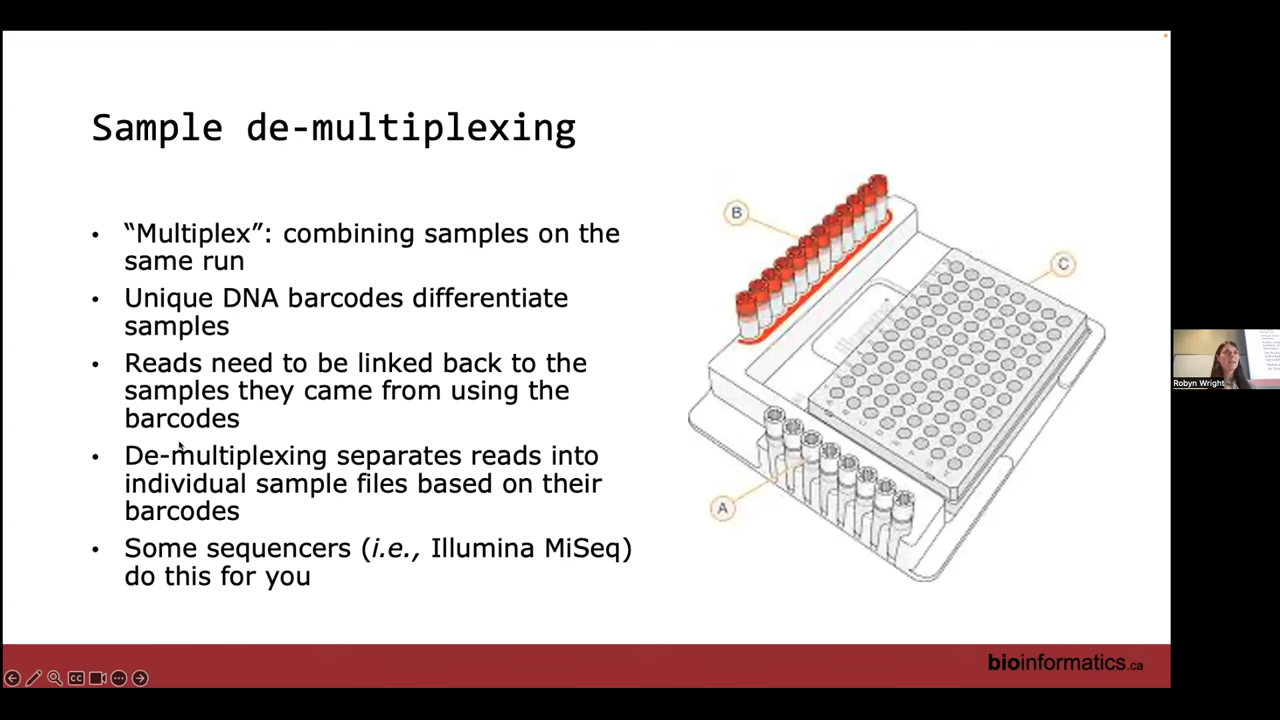 Sample de-multiplexing
• “Multiplex”: combining samples on the
same run
• Unique DNA barcodes differentiate
samples
• Reads need to be linked back to the
samples they came from using the
barcodes
• De-multiplexing separates reads into
individual sample files based on their
barcodes
• Some sequencers (i.e., Illumina MiSeq)
do this for you
B
C
A
Robyn Wright
bioinformatics.ca
CC